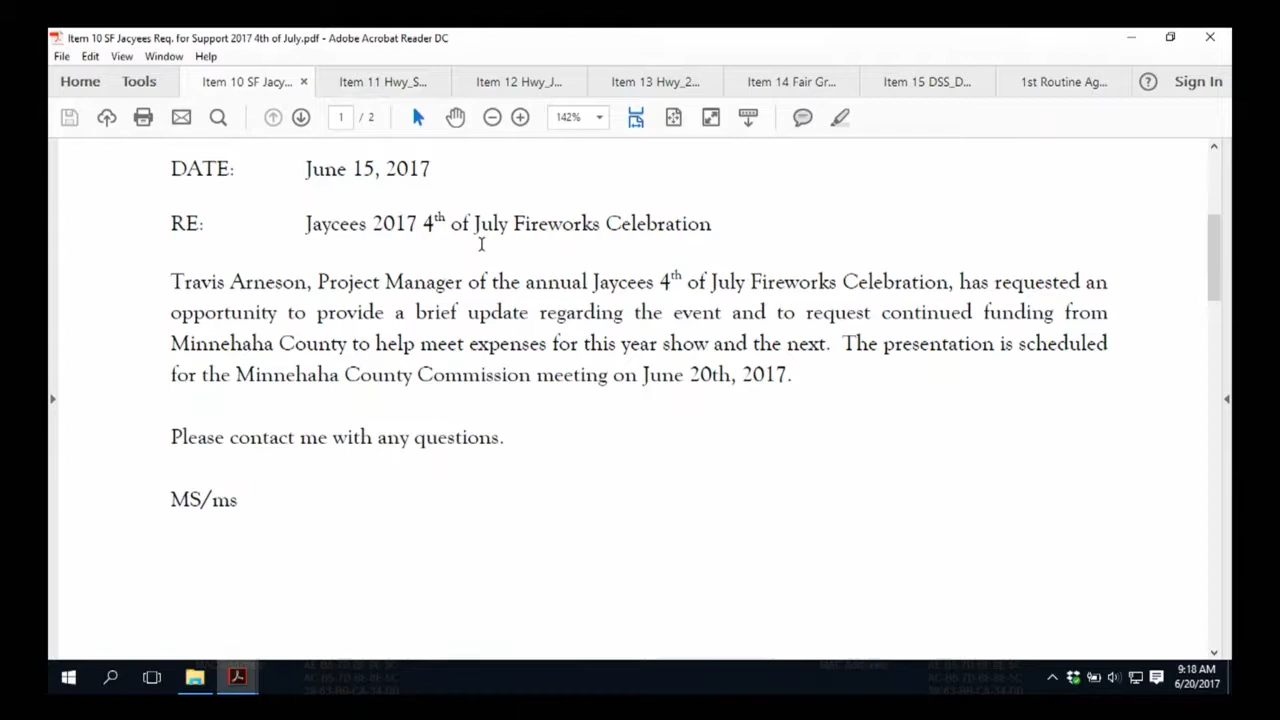 Item 10 SF Jacyees Req. for Support 2017 4th of July.pdf - Adobe Acrobat Reader DC
File Edit View Window Help
Home Tools Item 10 SF Jacy... × Item 11 Hwy_S... Item 12 Hwy_J... Item 13 Hwy_2... Item 14 Fair Gr... Item 15 DSS_D... 1st Routine Ag... Sign In
1 / 2 142%
DATE: June 15, 2017
RE: Jaycees 2017 4th of July Fireworks Celebration
Travis Arneson, Project Manager of the annual Jaycees 4th of July Fireworks Celebration, has requested an
opportunity to provide a brief update regarding the event and to request continued funding from
Minnehaha County to help meet expenses for this year show and the next. The presentation is scheduled
for the Minnehaha County Commission meeting on June 20th, 2017.
Please contact me with any questions.
MS/ms
9:18 AM
6/20/2017